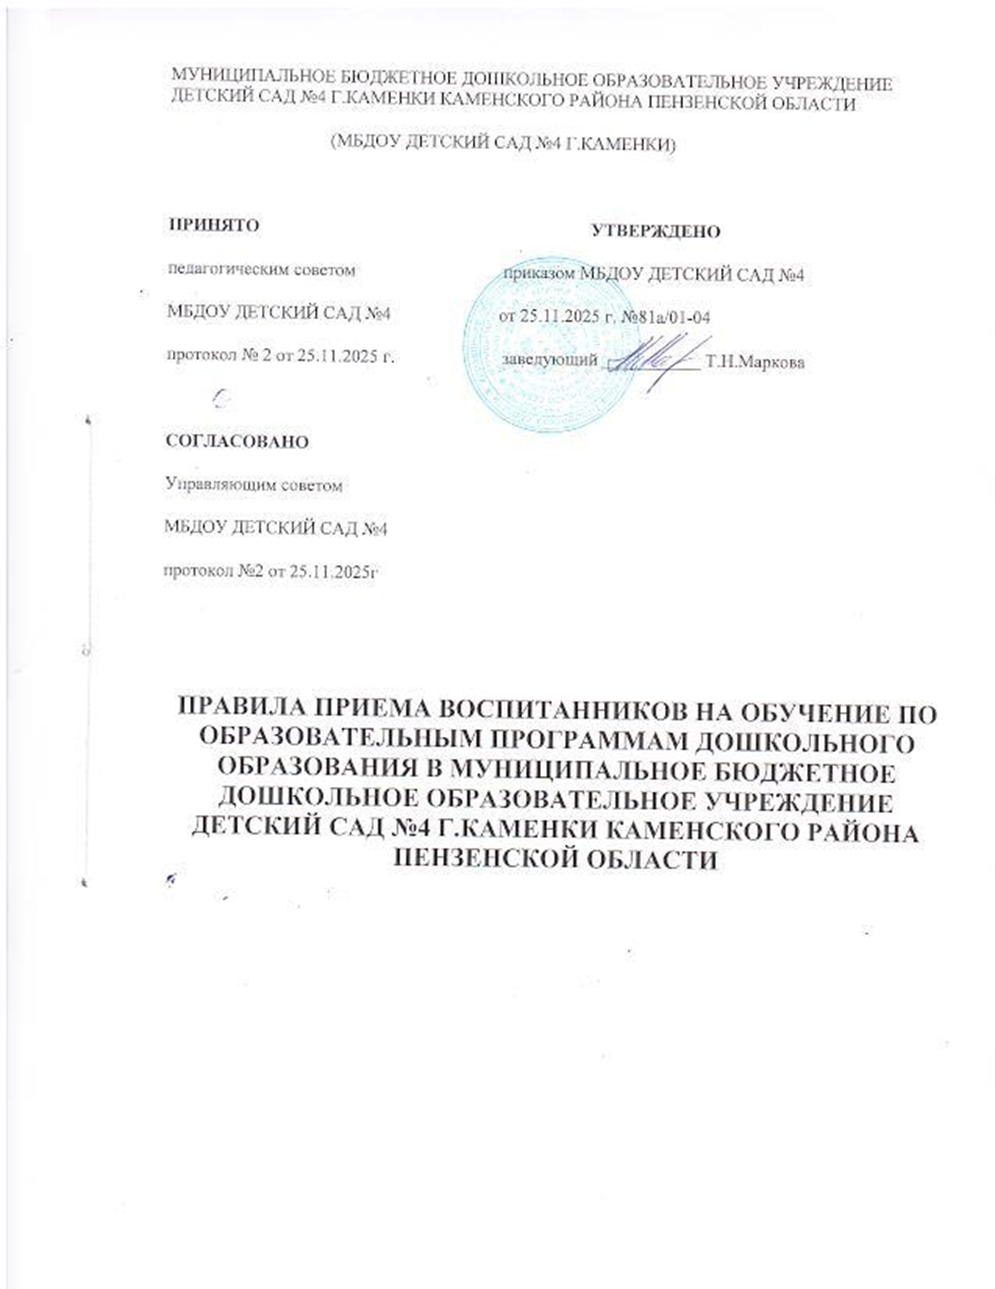 МУНИЦИПАЛЬНОЕ БЮДЖЕТНОЕ ДОШКОЛЬНОЕ ОБРАЗОВАТЕЛЬНОЕ УЧРЕЖДЕНИЕ
ДЕТСКИЙ САД №4 Г.КАМЕНКИ КАМЕНСКОГО РАЙОНА ПЕНЗЕНСКОЙ ОБЛАСТИ
(МБДОУ ДЕТСКИЙ САД №4 Г.КАМЕНКИ)
ПРИНЯТО
педагогическим советом
МБДОУ ДЕТСКИЙ САД №4
протокол № 2 от 25.11.2025 г.
УТВЕРЖДЕНО
приказом МБДОУ ДЕТСКИЙ САД №4
от 25.11.2025 г. №81а/01-04
заведующий ___________ Т.Н.Маркова
СОГЛАСОВАНО
Управляющим советом
МБДОУ ДЕТСКИЙ САД №4
протокол №2 от 25.11.2025г
ПРАВИЛА ПРИЕМА ВОСПИТАННИКОВ НА ОБУЧЕНИЕ ПО
ОБРАЗОВАТЕЛЬНЫМ ПРОГРАММАМ ДОШКОЛЬНОГО
ОБРАЗОВАНИЯ В МУНИЦИПАЛЬНОЕ БЮДЖЕТНОЕ
ДОШКОЛЬНОЕ ОБРАЗОВАТЕЛЬНОЕ УЧРЕЖДЕНИЕ
ДЕТСКИЙ САД №4 Г.КАМЕНКИ КАМЕНСКОГО РАЙОНА
ПЕНЗЕНСКОЙ ОБЛАСТИ